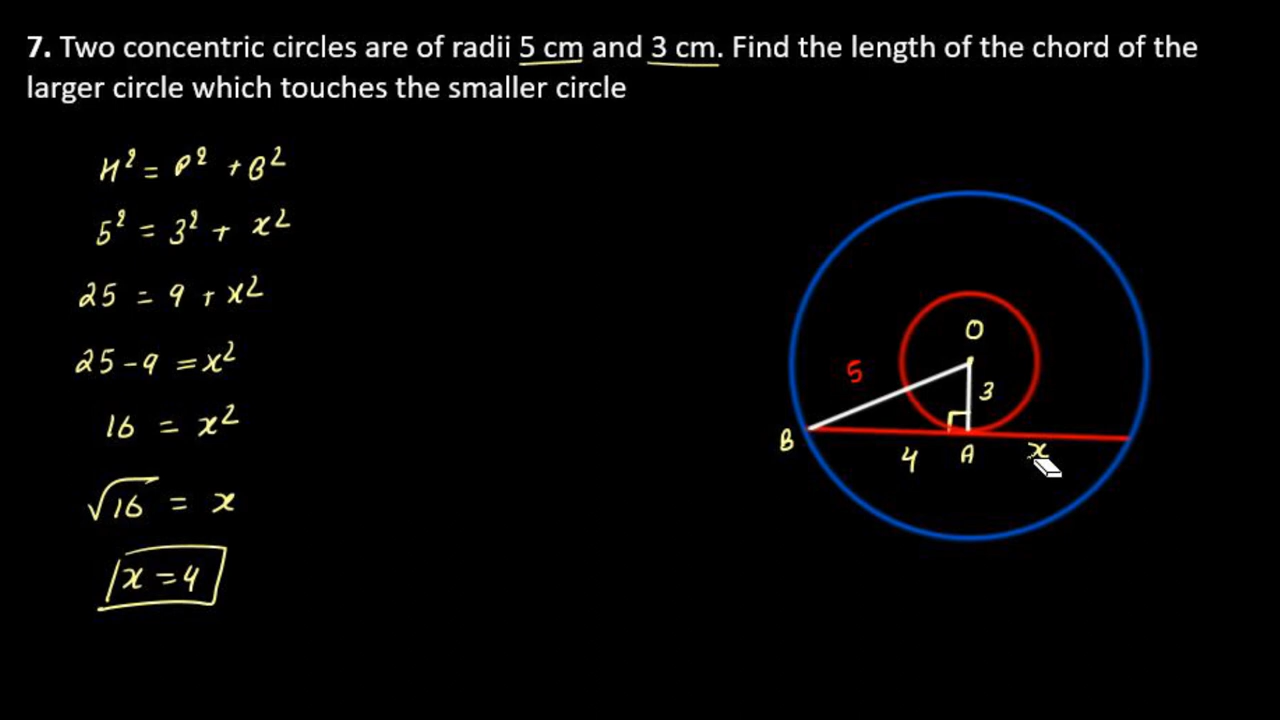 7. Two concentric circles are of radii 5 cm and 3 cm. Find the length of the chord of the
larger circle which touches the smaller circle
H² = P² + B²
5² = 3² + x²
25 = 9 + x²
25 - 9 = x²
16 = x²
√16 = x
x = 4
O
5
3
B
4
A
x